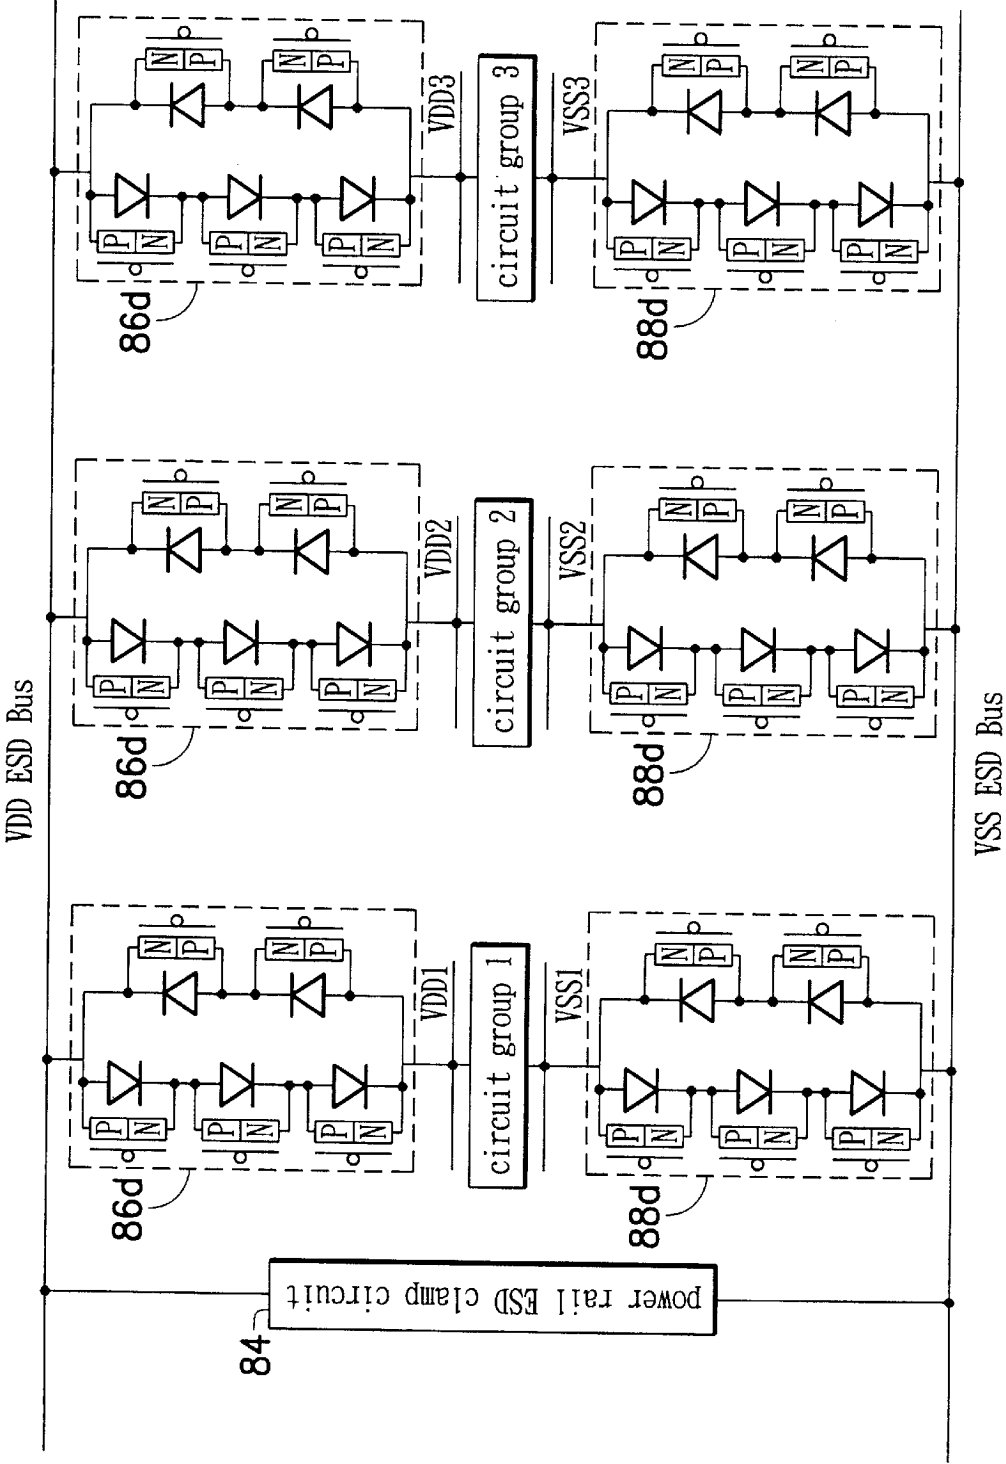 VDD ESD Bus
84
power rail ESD clamp circuit
86d
P N
P N
P N
N P
N P
VDD1
circuit group 1
VSS1
88d
P N
P N
P N
N P
N P
86d
P N
P N
P N
N P
N P
VDD2
circuit group 2
VSS2
88d
P N
P N
P N
N P
N P
86d
P N
P N
P N
N P
N P
VDD3
circuit group 3
VSS3
88d
P N
P N
P N
N P
N P
VSS ESD Bus